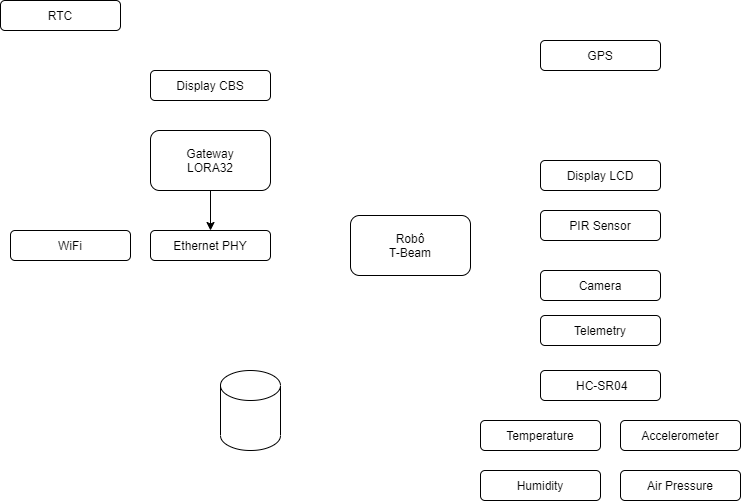 RTC
GPS
Display CBS
Gateway
LORA32
Display LCD
PIR Sensor
WiFi
Ethernet PHY
Robô
T-Beam
Camera
Telemetry
HC-SR04
Temperature
Accelerometer
Humidity
Air Pressure